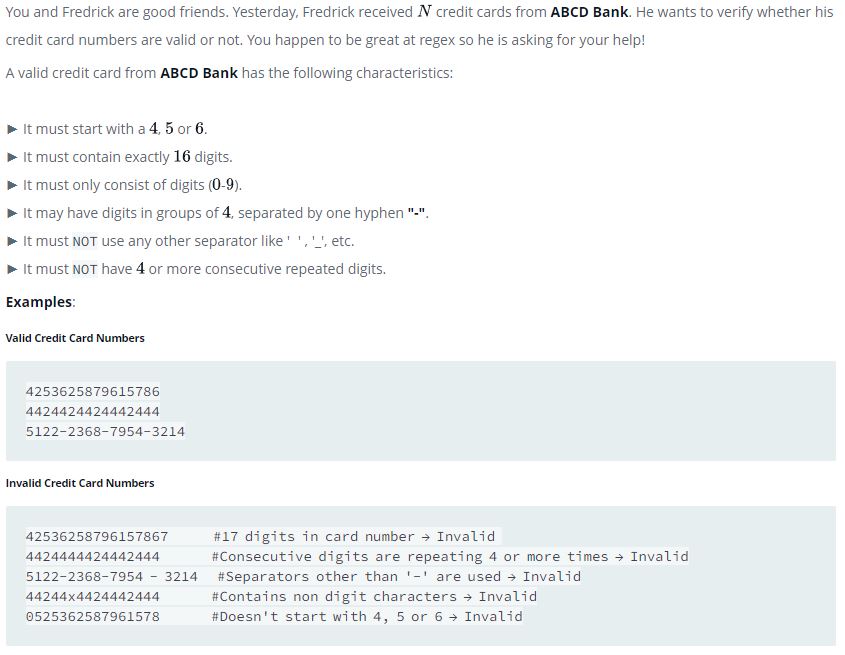 You and Fredrick are good friends. Yesterday, Fredrick received N credit cards from ABCD Bank. He wants to verify whether his
credit card numbers are valid or not. You happen to be great at regex so he is asking for your help!
A valid credit card from ABCD Bank has the following characteristics:
► It must start with a 4, 5 or 6.
► It must contain exactly 16 digits.
► It must only consist of digits (0-9).
► It may have digits in groups of 4, separated by one hyphen "-".
► It must NOT use any other separator like ' ' , '_', etc.
► It must NOT have 4 or more consecutive repeated digits.
Examples:
Valid Credit Card Numbers
4253625879615786
4424424424442444
5122-2368-7954-3214
Invalid Credit Card Numbers
42536258796157867 #17 digits in card number → Invalid
4424444424442444 #Consecutive digits are repeating 4 or more times → Invalid
5122-2368-7954 - 3214 #Separators other than '-' are used → Invalid
44244x4424442444 #Contains non digit characters → Invalid
0525362587961578 #Doesn't start with 4, 5 or 6 → Invalid